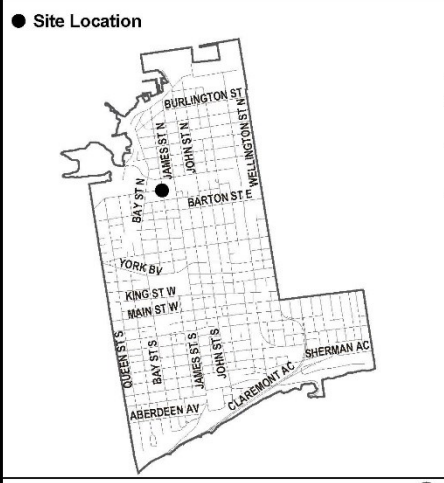 Site Location
BURLINGTON ST
JAMES ST N
JOHN ST N
WELLINGTON ST N
BAY ST N
BARTON ST E
YORK BV
KING ST W
MAIN ST W
QUEEN ST S
BAY ST S
JAMES ST S
JOHN ST S
CLAREMONT AC
SHERMAN AC
ABERDEEN AV